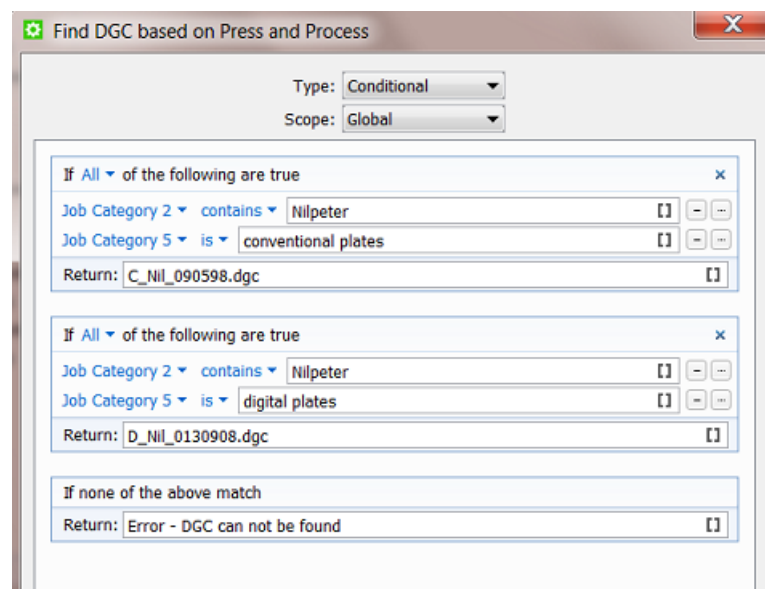 Find DGC based on Press and Process
Type: Conditional
Scope: Global
If All of the following are true
Job Category 2 contains Nilpeter
Job Category 5 is conventional plates
Return: C_Nil_090598.dgc
If All of the following are true
Job Category 2 contains Nilpeter
Job Category 5 is digital plates
Return: D_Nil_0130908.dgc
If none of the above match
Return: Error - DGC can not be found